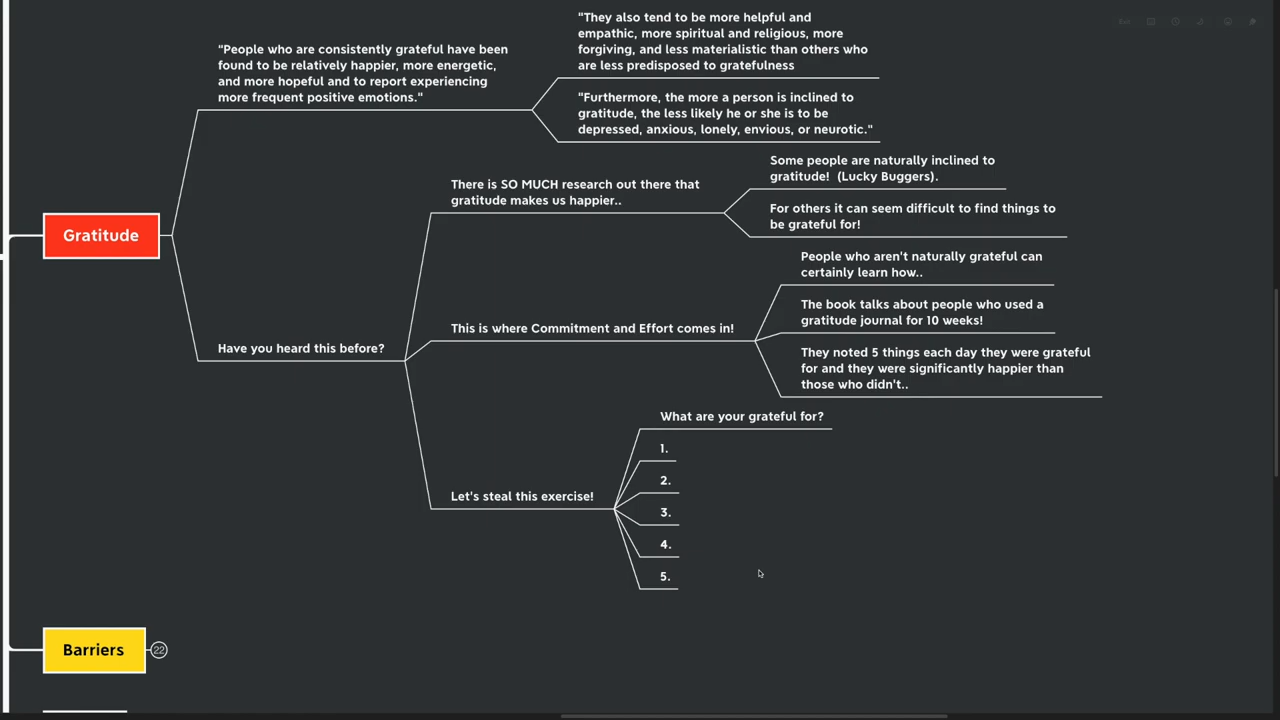 "They also tend to be more helpful and
empathic, more spiritual and religious, more
forgiving, and less materialistic than others who
are less predisposed to gratefulness
"People who are consistently grateful have been
found to be relatively happier, more energetic,
and more hopeful and to report experiencing
more frequent positive emotions."
"Furthermore, the more a person is inclined to
gratitude, the less likely he or she is to be
depressed, anxious, lonely, envious, or neurotic."
Gratitude
There is SO MUCH research out there that
gratitude makes us happier..
Some people are naturally inclined to
gratitude! (Lucky Buggers).
For others it can seem difficult to find things to
be grateful for!
Have you heard this before?
This is where Commitment and Effort comes in!
People who aren't naturally grateful can
certainly learn how..
The book talks about people who used a
gratitude journal for 10 weeks!
They noted 5 things each day they were grateful
for and they were significantly happier than
those who didn't..
Let's steal this exercise!
What are your grateful for?
1.
2.
3.
4.
5.
Barriers
22